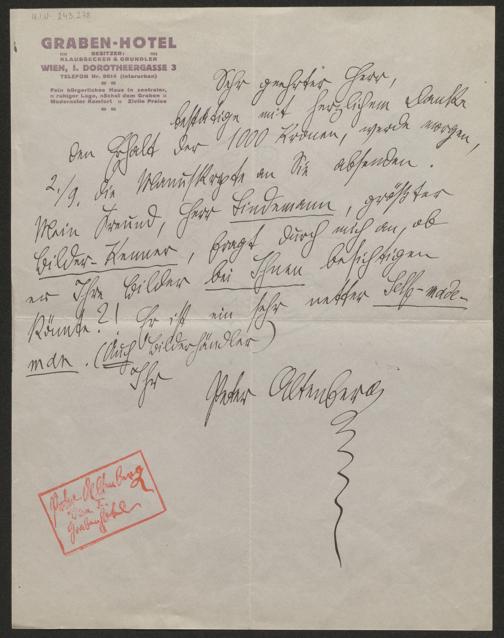 H.I.N. 243.278
GRABEN-HOTEL
BESITZER:
KLAUSSECKER & GRUNDLER
WIEN, I. DOROTHEERGASSE 3
TELEFON Nr. 9614 (interurban)
Fein bürgerliches Haus in zentraler,
ruhiger Lage, nächst dem Graben
Modernster Komfort Zivile Preise
Sehr geehrter Herr,
bestätige mit herzlichem Danke
den Erhalt der 1000 Kronen, werde morgen,
2./9. die Manuskripte an Sie absenden.
Mein Freund, Herr Lindemann, größter
Bilder-Kenner, fragt durch mich an, ob
er Ihre Bilder bei Ihnen besichtigen
könnte?! Er ist ein sehr netter Self-made-
man. (Auch Bilderhändler)
Ihr
Peter Altenberg
Peter Altenberg
Wien I.
Grabenhotel